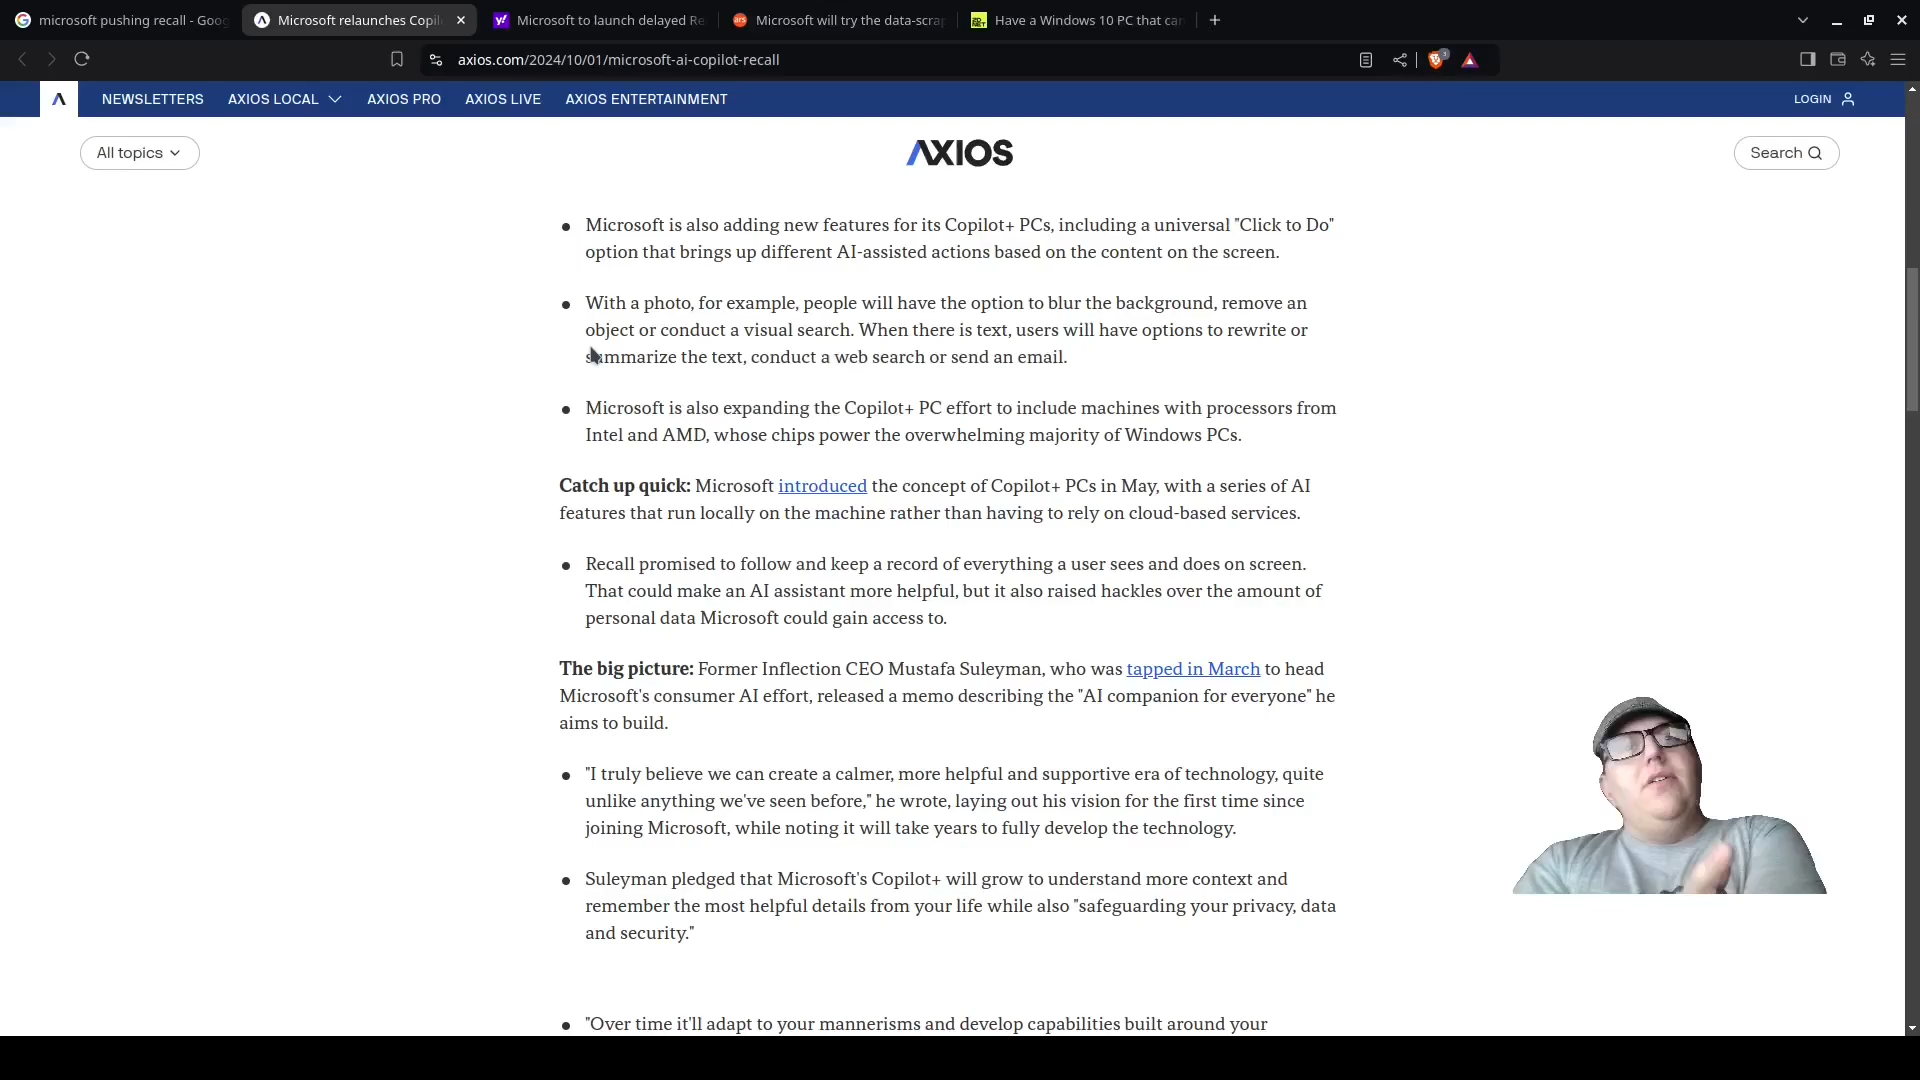 microsoft pushing recall - Goog
Microsoft relaunches Copil
Microsoft to launch delayed Re
Microsoft will try the data-scrap
Have a Windows 10 PC that can
axios.com/2024/10/01/microsoft-ai-copilot-recall
3
NEWSLETTERS AXIOS LOCAL AXIOS PRO AXIOS LIVE AXIOS ENTERTAINMENT LOGIN
All topics AXIOS Search
Microsoft is also adding new features for its Copilot+ PCs, including a universal "Click to Do"
option that brings up different AI-assisted actions based on the content on the screen.
With a photo, for example, people will have the option to blur the background, remove an
object or conduct a visual search. When there is text, users will have options to rewrite or
summarize the text, conduct a web search or send an email.
Microsoft is also expanding the Copilot+ PC effort to include machines with processors from
Intel and AMD, whose chips power the overwhelming majority of Windows PCs.
Catch up quick: Microsoft introduced the concept of Copilot+ PCs in May, with a series of AI
features that run locally on the machine rather than having to rely on cloud-based services.
Recall promised to follow and keep a record of everything a user sees and does on screen.
That could make an AI assistant more helpful, but it also raised hackles over the amount of
personal data Microsoft could gain access to.
The big picture: Former Inflection CEO Mustafa Suleyman, who was tapped in March to head
Microsoft's consumer AI effort, released a memo describing the "AI companion for everyone" he
aims to build.
"I truly believe we can create a calmer, more helpful and supportive era of technology, quite
unlike anything we've seen before," he wrote, laying out his vision for the first time since
joining Microsoft, while noting it will take years to fully develop the technology.
Suleyman pledged that Microsoft's Copilot+ will grow to understand more context and
remember the most helpful details from your life while also "safeguarding your privacy, data
and security."
"Over time it'll adapt to your mannerisms and develop capabilities built around your